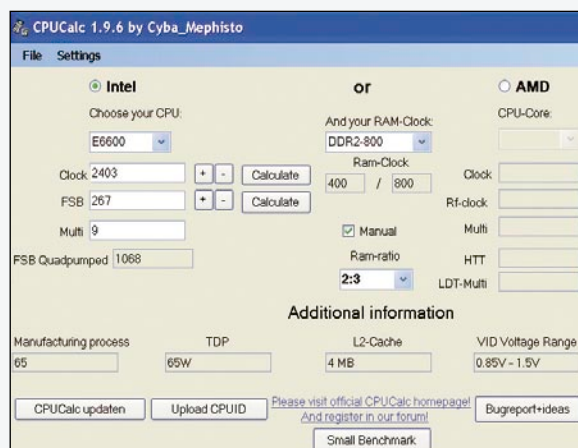 CPUCalc 1.9.6 by Cyba_Mephisto
File Settings
Intel or AMD
Choose your CPU: And your RAM-Clock: CPU-Core:
E6600 DDR2-800
Ram-Clock
Clock 2403 + - Calculate 400 / 800 Clock
FSB 267 + - Calculate Rf-clock
Multi 9 Manual Multi
FSB Quadpumped 1068 Ram-ratio HTT
2:3 LDT-Multi
Additional information
Manufacturing process TDP L2-Cache VID Voltage Range
65 65W 4 MB 0.85V - 1.5V
CPUCalc updaten Upload CPUID Please visit official CPUCalc homepage! Bugreport+ideas
And register in our forum!
Small Benchmark